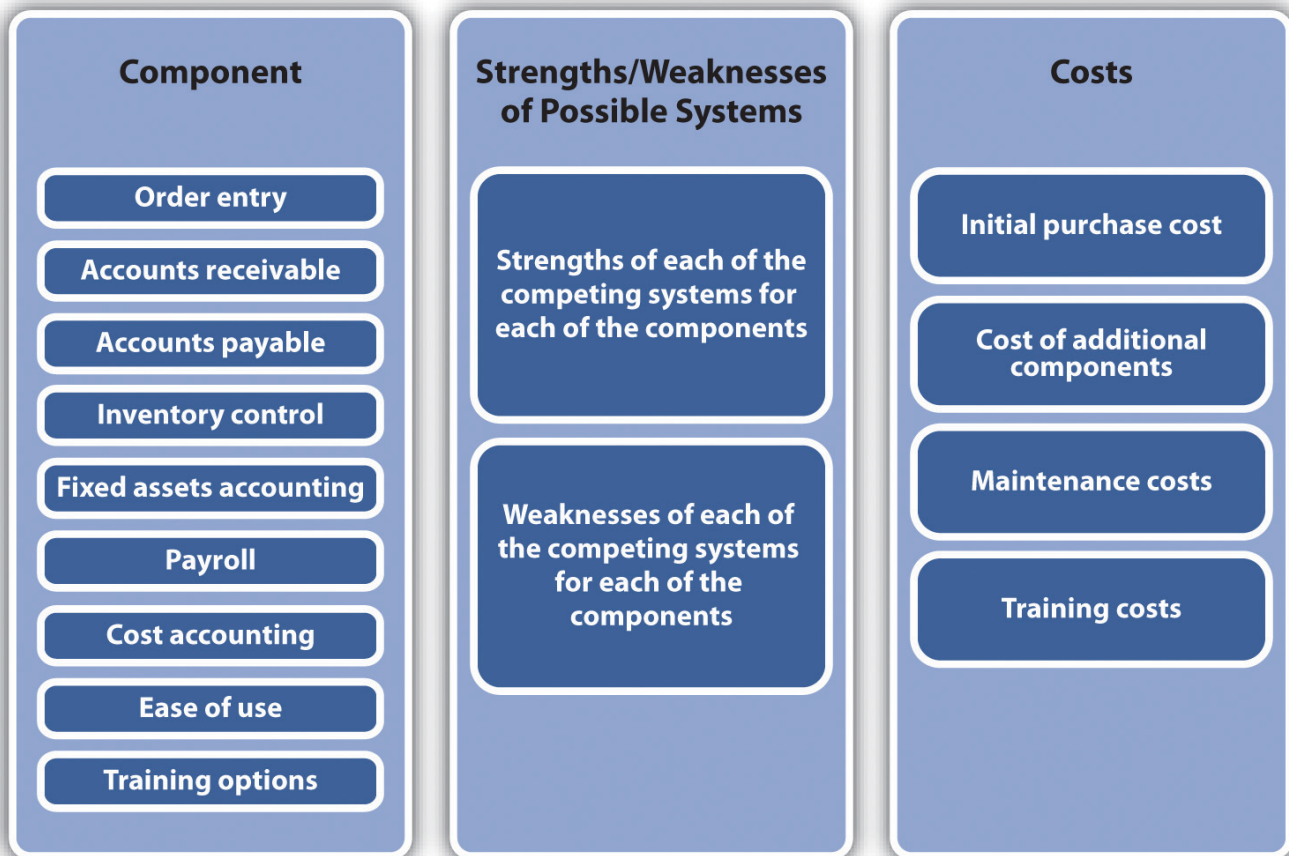 Component
Order entry
Accounts receivable
Accounts payable
Inventory control
Fixed assets accounting
Payroll
Cost accounting
Ease of use
Training options
Strengths/Weaknesses
of Possible Systems
Strengths of each of the
competing systems for
each of the components
Weaknesses of each of
the competing systems
for each of the
components
Costs
Initial purchase cost
Cost of additional
components
Maintenance costs
Training costs